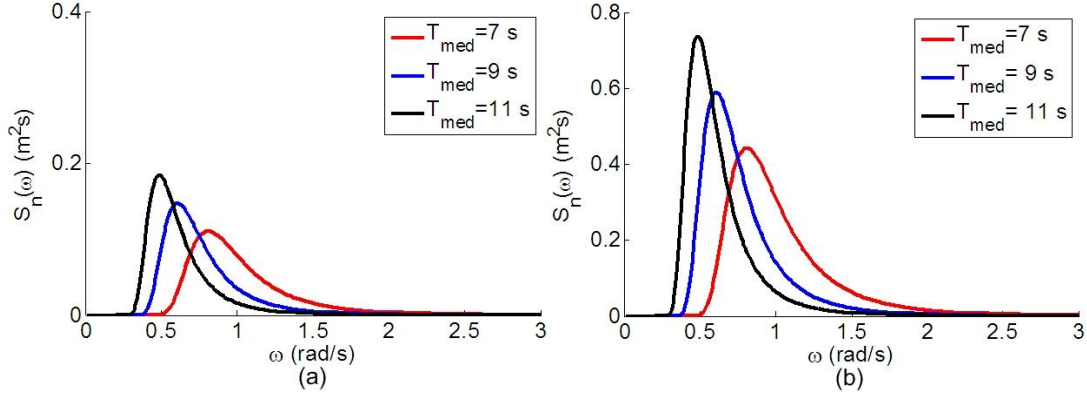 0.4
0.2
0
S_n(ω) (m²s)
T_med=7 s
T_med=9 s
T_med=11 s
0 0.5 1 1.5 2 2.5 3
ω (rad/s)
(a)
0.8
0.6
0.4
0.2
0
S_n(ω) (m²s)
T_med=7 s
T_med= 9 s
T_med= 11 s
0 0.5 1 1.5 2 2.5 3
ω (rad/s)
(b)